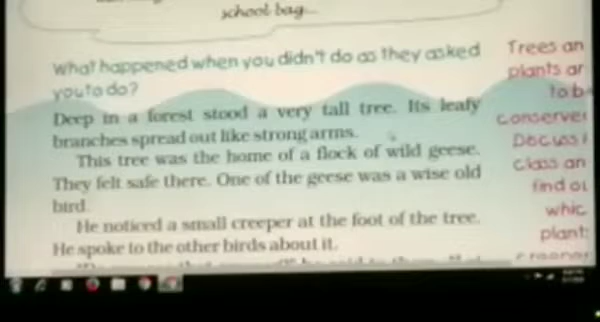 school bag...
What happened when you didn't do as they asked
you to do?
Deep in a forest stood a very tall tree. Its leafy
branches spread out like strong arms.
This tree was the home of a flock of wild geese.
They felt safe there. One of the geese was a wise old
bird.
He noticed a small creeper at the foot of the tree.
He spoke to the other birds about it.
Trees an
plants ar
to b
conserve
Discuss i
class an
find ou
whic
plant